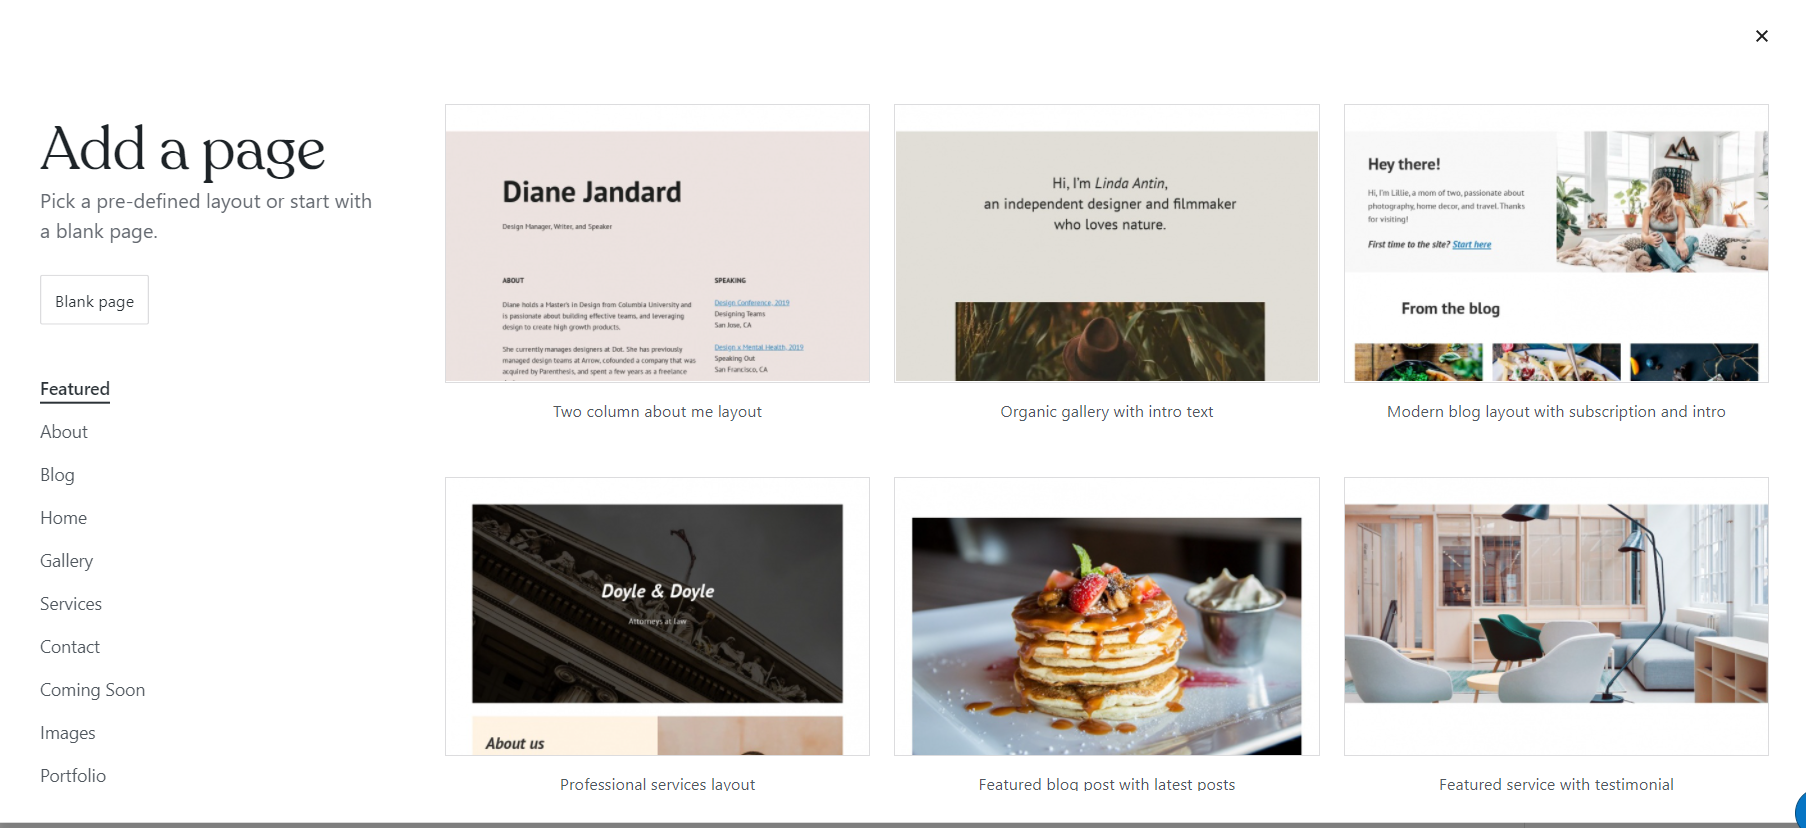 Add a page
Pick a pre-defined layout or start with
a blank page.
Blank page
Featured
About
Blog
Home
Gallery
Services
Contact
Coming Soon
Images
Portfolio
Diane Jandard
Design Manager, Writer, and Speaker
ABOUT
Diane holds a Master's in Design from Columbia University and
is passionate about building effective teams, and leveraging
design to create high growth products.
She currently manages designers at Dot. She has previously
managed design teams at Arrow, cofounded a company that was
acquired by Parenthesis, and spent a few years as a freelance
SPEAKING
Design Conference, 2019
Designing Teams
San Jose, CA
Design a Mental Health, 2019
Speaking Out
San Francisco, CA
Two column about me layout
Hi, I'm Linda Antin,
an independent designer and filmmaker
who loves nature.
Organic gallery with intro text
Hey there!
Hi, I'm Lillie, a mom of two, passionate about
photography, home decor, and travel. Thanks
for visiting!
First time to the site? Start here
From the blog
Modern blog layout with subscription and intro
Doyle & Doyle
Attorneys at Law
About us
Professional services layout
Featured blog post with latest posts
Featured service with testimonial